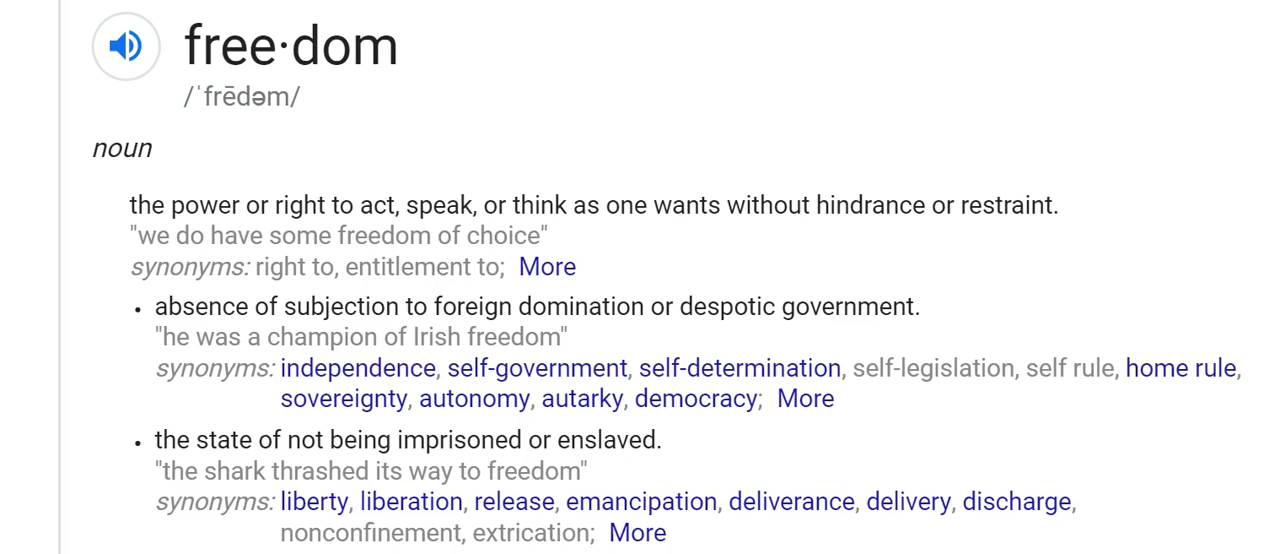 free·dom
/ˈfrēdəm/
noun
the power or right to act, speak, or think as one wants without hindrance or restraint.
"we do have some freedom of choice"
synonyms: right to, entitlement to; More
• absence of subjection to foreign domination or despotic government.
"he was a champion of Irish freedom"
synonyms: independence, self-government, self-determination, self-legislation, self rule, home rule,
sovereignty, autonomy, autarky, democracy; More
• the state of not being imprisoned or enslaved.
"the shark thrashed its way to freedom"
synonyms: liberty, liberation, release, emancipation, deliverance, delivery, discharge,
nonconfinement, extrication; More